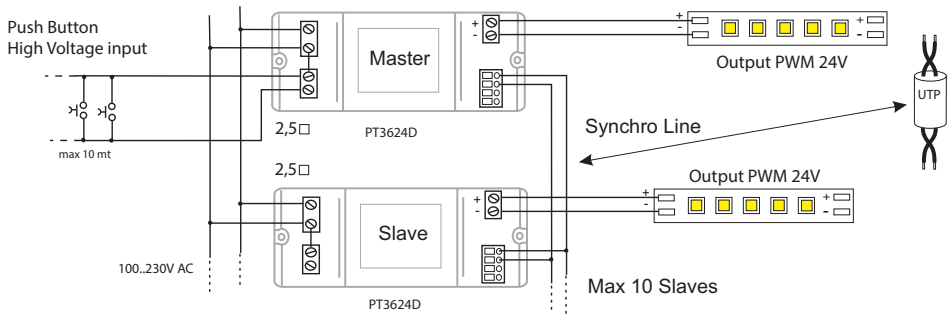 Push Button
High Voltage input
max 10 mt
100..230V AC
Master
+
-
PT3624D
2,5□
2,5□
Slave
+
-
PT3624D
+
-
+
-
Output PWM 24V
Synchro Line
UTP
Output PWM 24V
+
-
+
-
Max 10 Slaves